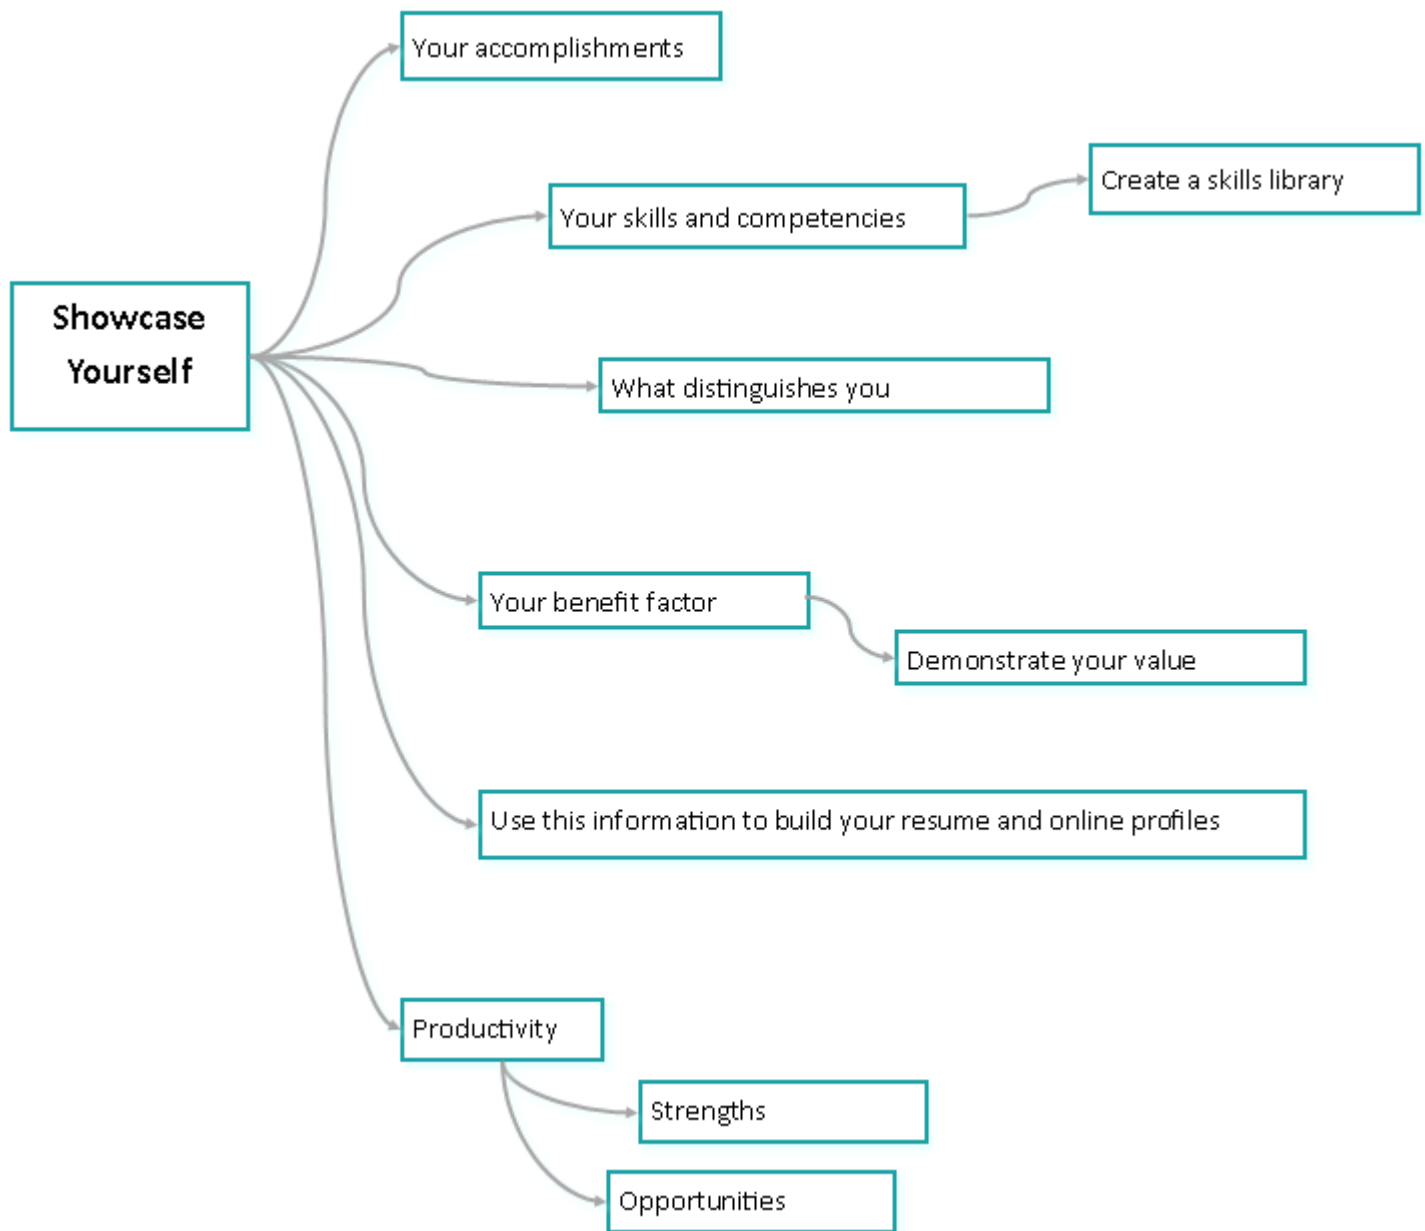 Your accomplishments
Create a skills library
Your skills and competencies
Showcase
Yourself
What distinguishes you
Your benefit factor
Demonstrate your value
Use this information to build your resume and online profiles
Productivity
Strengths
Opportunities